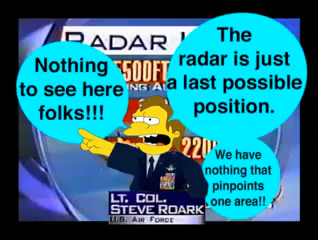 RADAR
Nothing
to see here
folks!!!
The
radar is just
a last possible
position.
5500FT
220
We have
nothing that
pinpoints
one area!!
LT. COL.
STEVE ROARK
U.S. AIR FORCE